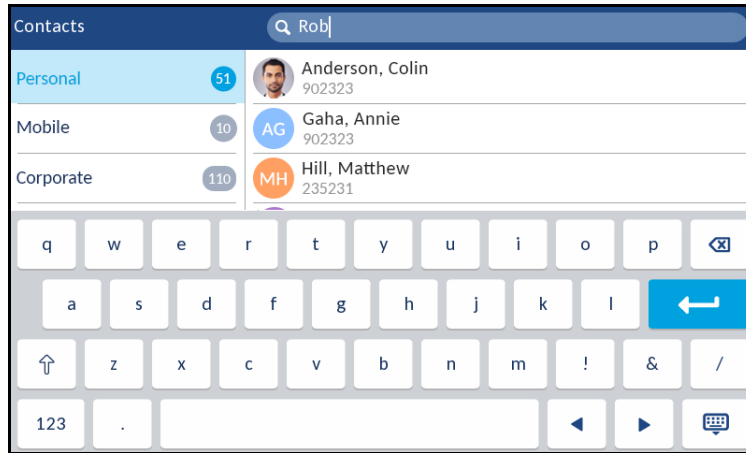 Contacts
Rob
Personal 51
Mobile 10
Corporate 110
Anderson, Colin
902323
AG
Gaha, Annie
902323
MH
Hill, Matthew
235231
q w e r t y u i o p
a s d f g h j k l
z x c v b n m ! & /
123 .